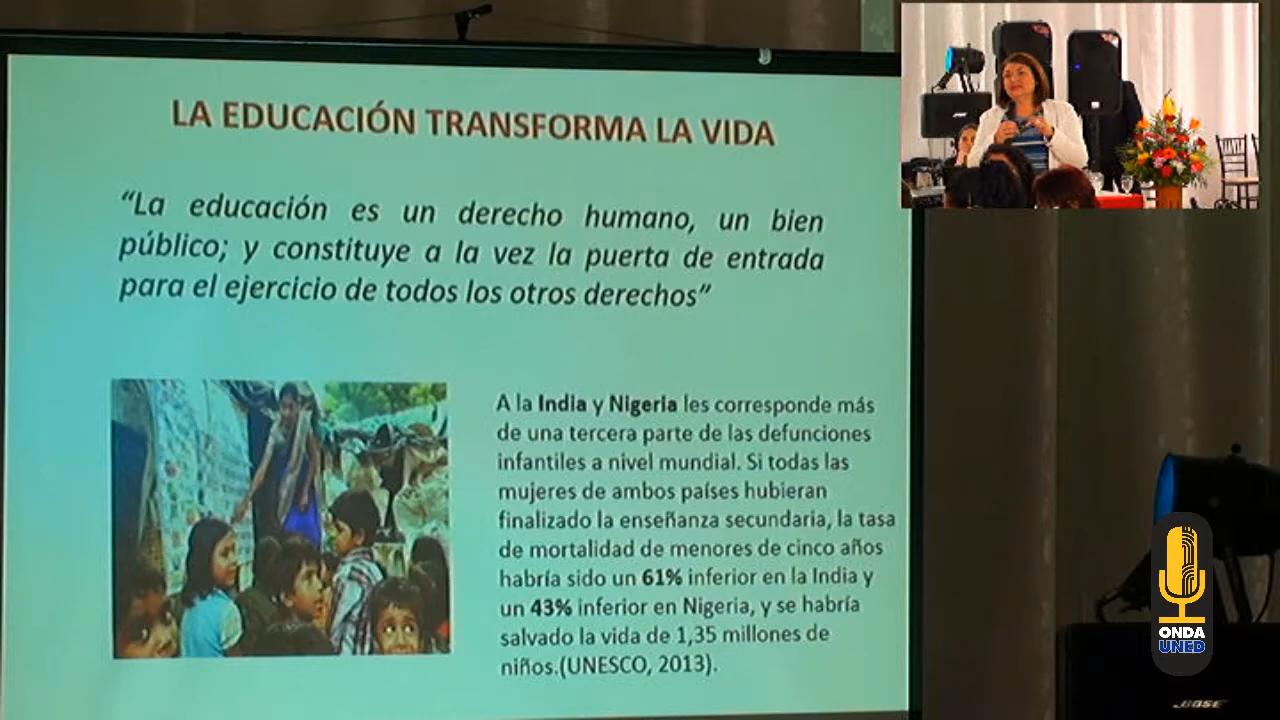 LA EDUCACIÓN TRANSFORMA LA VIDA
“La educación es un derecho humano, un bien
público; y constituye a la vez la puerta de entrada
para el ejercicio de todos los otros derechos”
A la India y Nigeria les corresponde más
de una tercera parte de las defunciones
infantiles a nivel mundial. Si todas las
mujeres de ambos países hubieran
finalizado la enseñanza secundaria, la tasa
de mortalidad de menores de cinco años
habría sido un 61% inferior en la India y
un 43% inferior en Nigeria, y se habría
salvado la vida de 1,35 millones de
niños.(UNESCO, 2013).
ONDA
UNED
BOSE